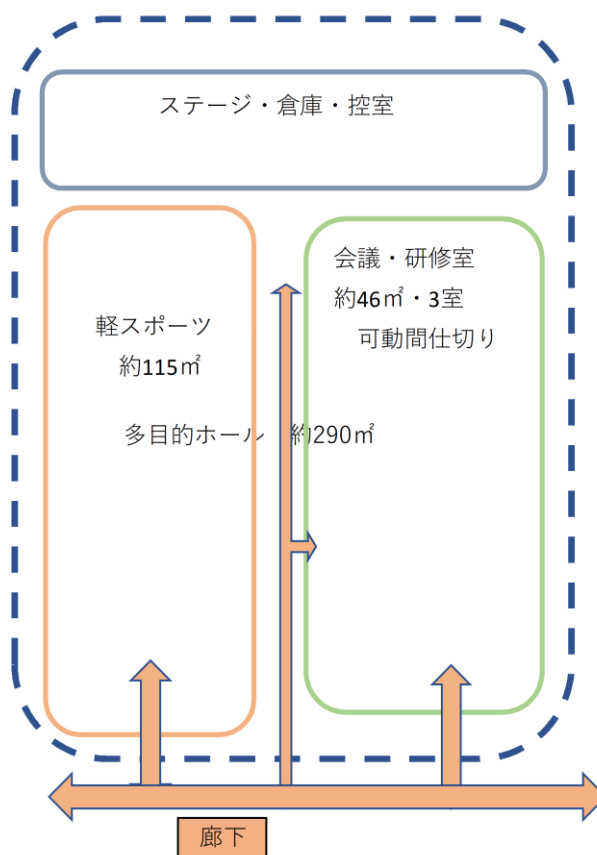 ステージ・倉庫・控室
会議・研修室
約46㎡・3室
可動間仕切り
軽スポーツ
約115㎡
多目的ホール 約290㎡
廊下